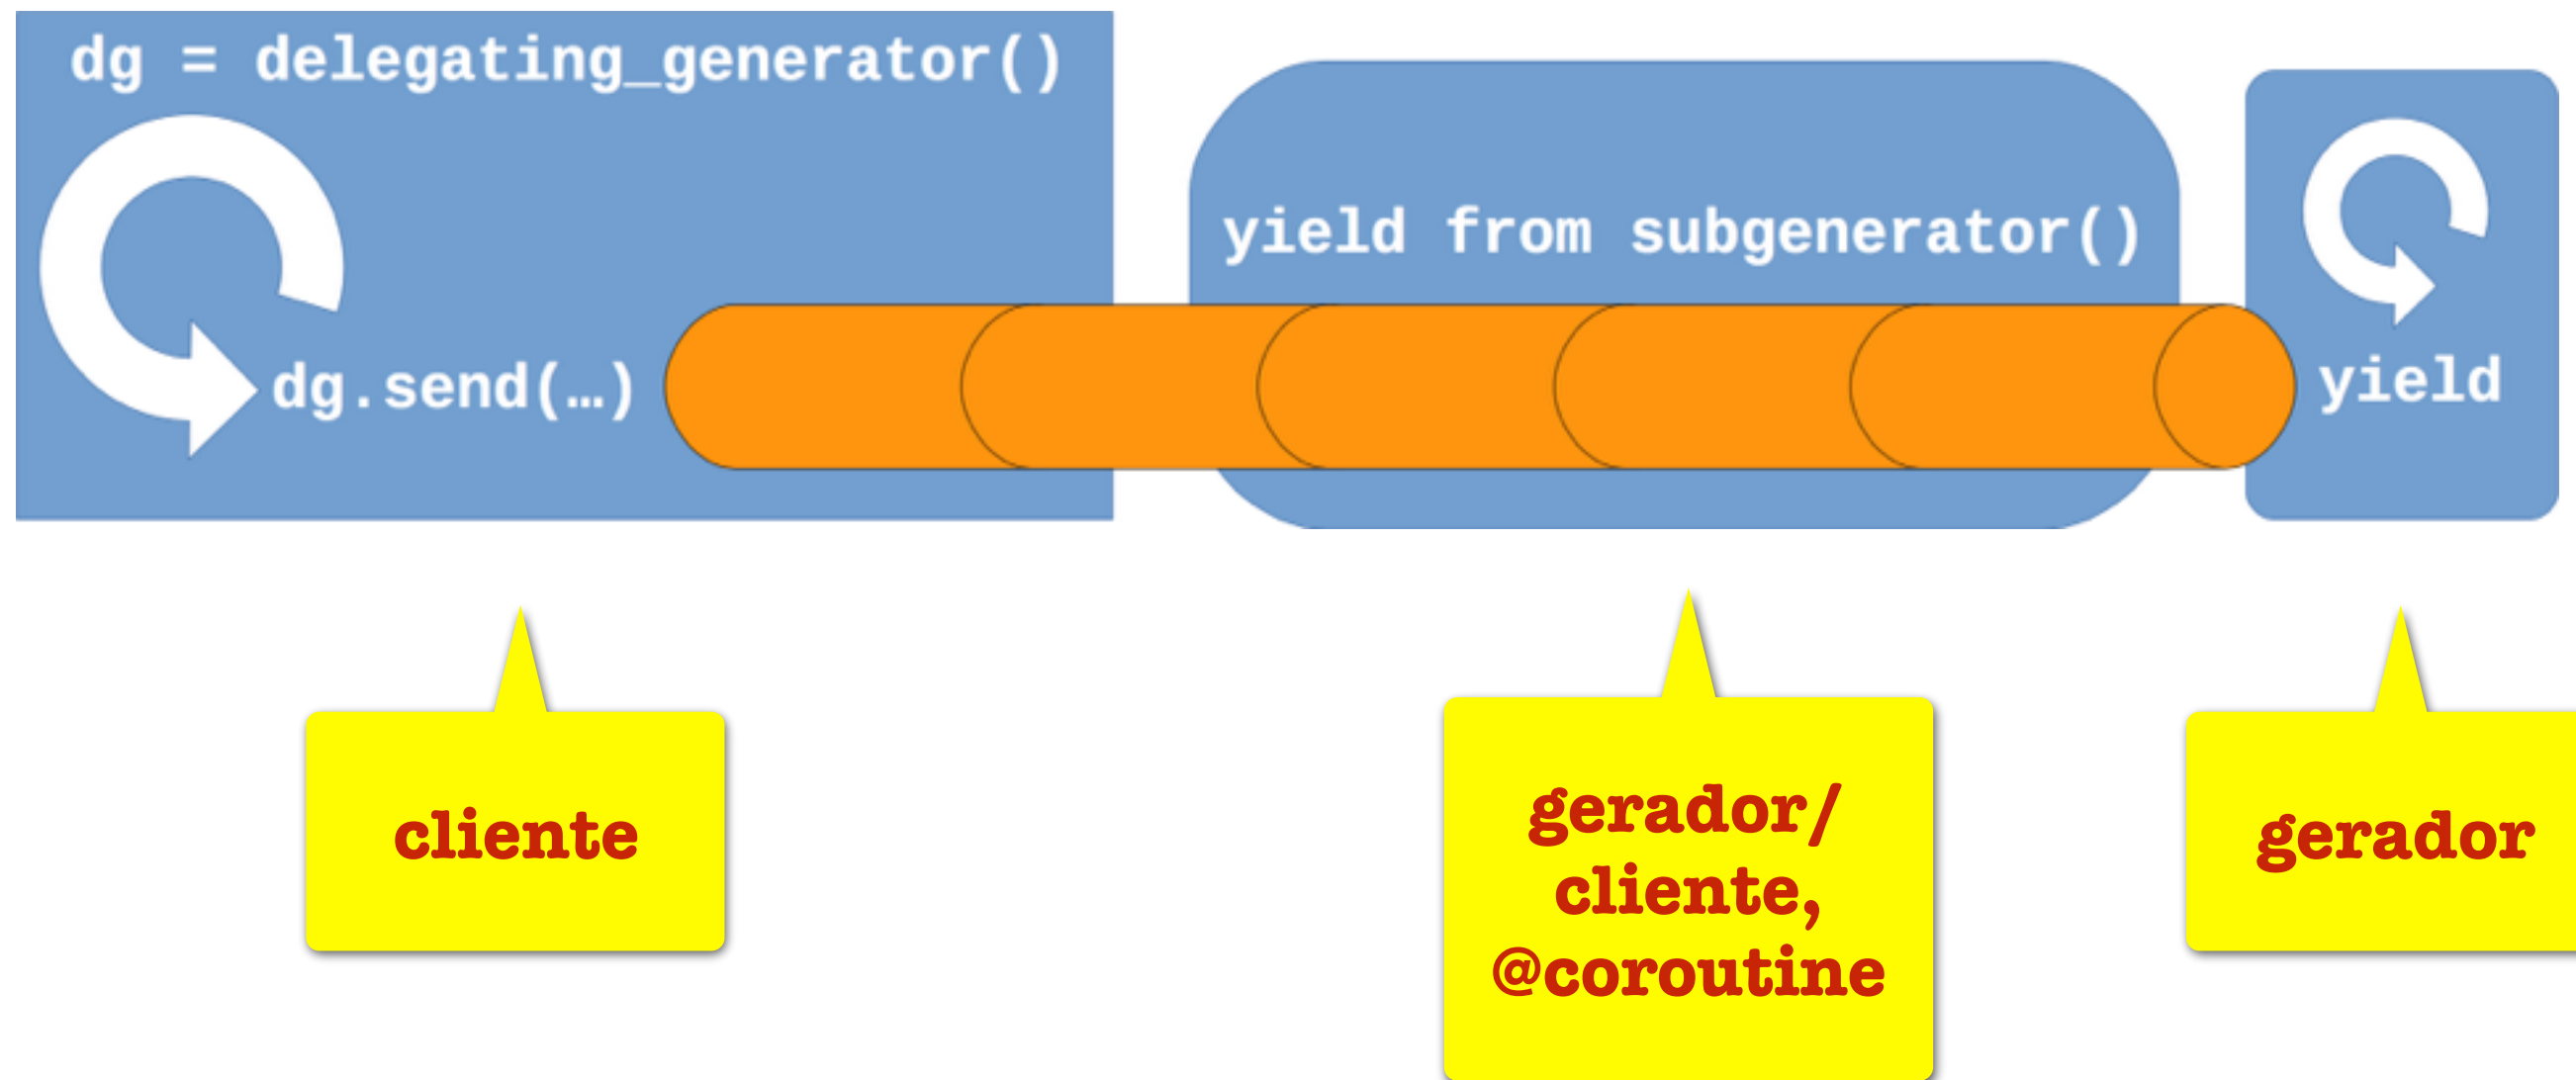 dg = delegating_generator()
yield from subgenerator()
dg.send(…)
yield
cliente
gerador/
cliente,
@coroutine
gerador